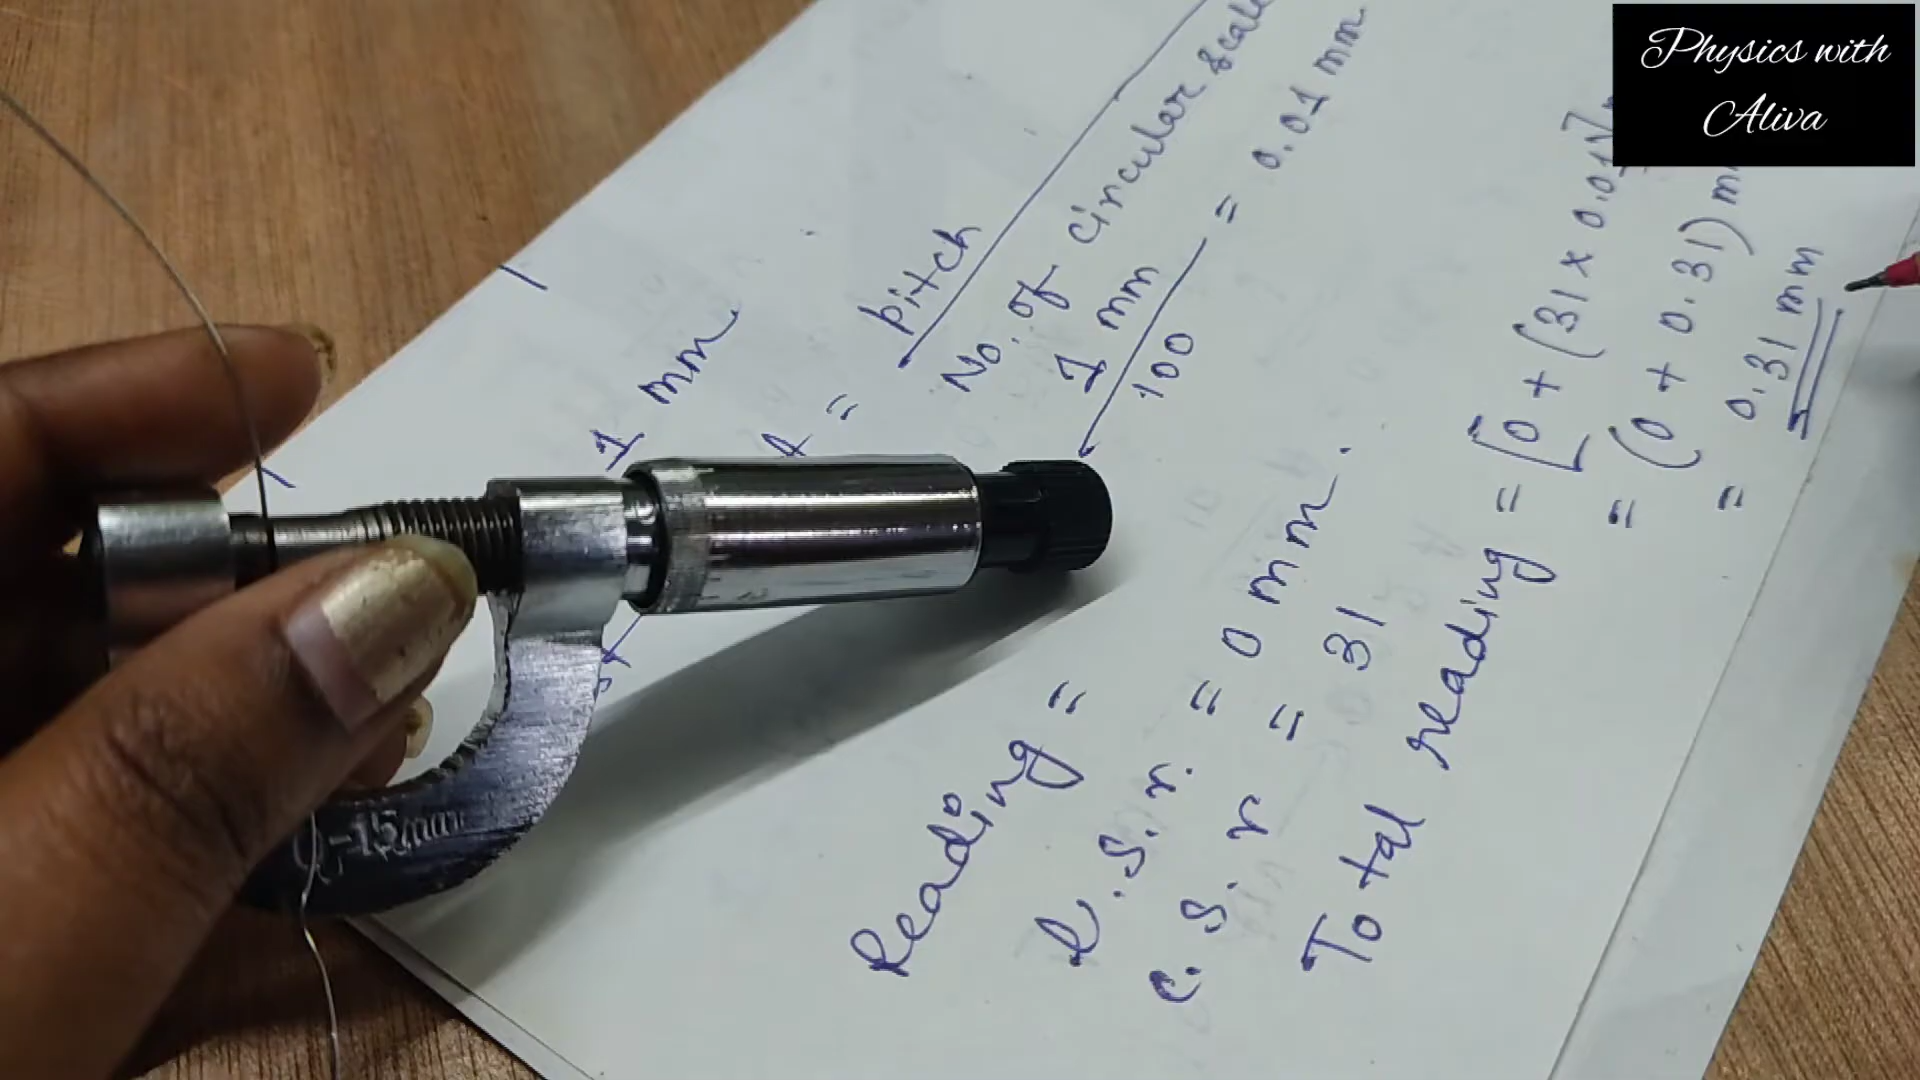 Physics with
Aliva
1 mm.
= pitch
No. of circular scale
1 mm
100
= 0.01 mm
Reading =
l.s.r. = 0 mm.
c.s.r = 31
Total reading = [0 + (31 x 0.01)]
= (0 + 0.31) m
= 0.31 mm
0-15mm